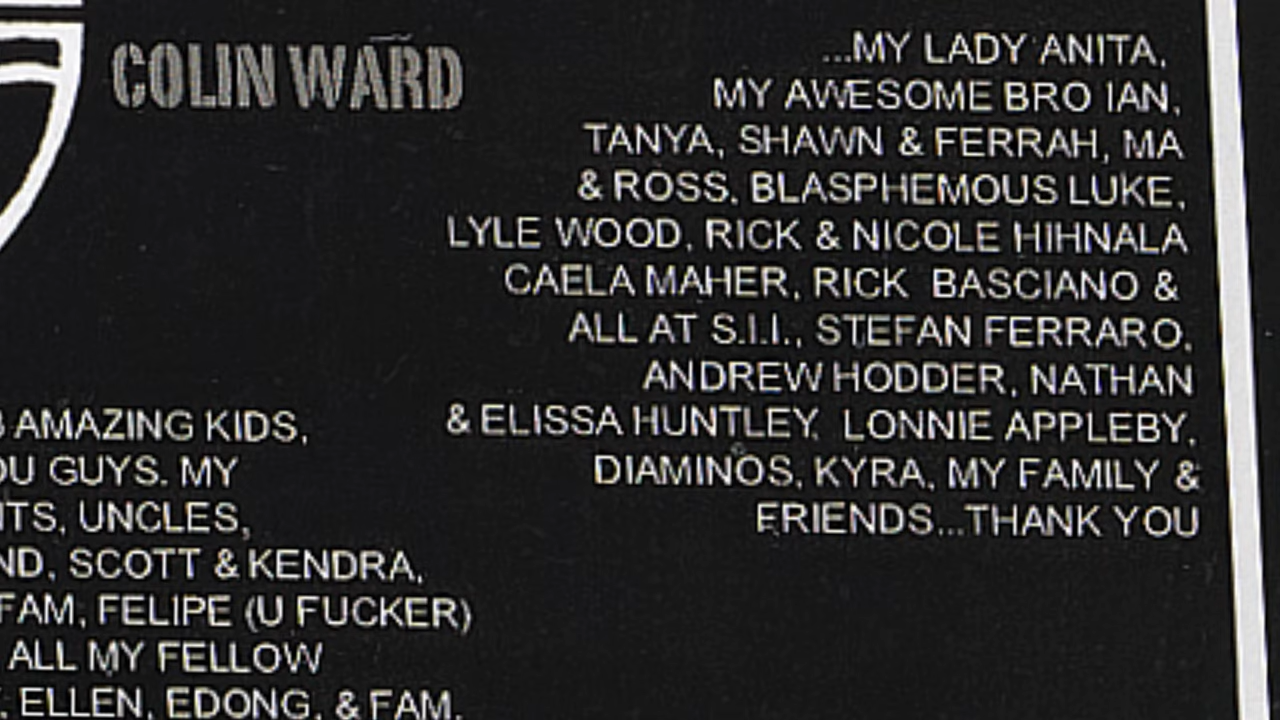 COLIN WARD
...MY LADY ANITA,
MY AWESOME BRO IAN,
TANYA, SHAWN & FERRAH, MA
& ROSS, BLASPHEMOUS LUKE,
LYLE WOOD, RICK & NICOLE HIHNALA
CAELA MAHER, RICK BASCIANO &
ALL AT S.I.I., STEFAN FERRARO,
ANDREW HODDER, NATHAN
& ELISSA HUNTLEY, LONNIE APPLEBY,
DIAMINOS, KYRA, MY FAMILY &
FRIENDS...THANK YOU
AMAZING KIDS,
GUYS. MY
UNCLES,
SCOTT & KENDRA,
FAM, FELIPE (U FUCKER)
ALL MY FELLOW
ELLEN, EDONG, & FAM.